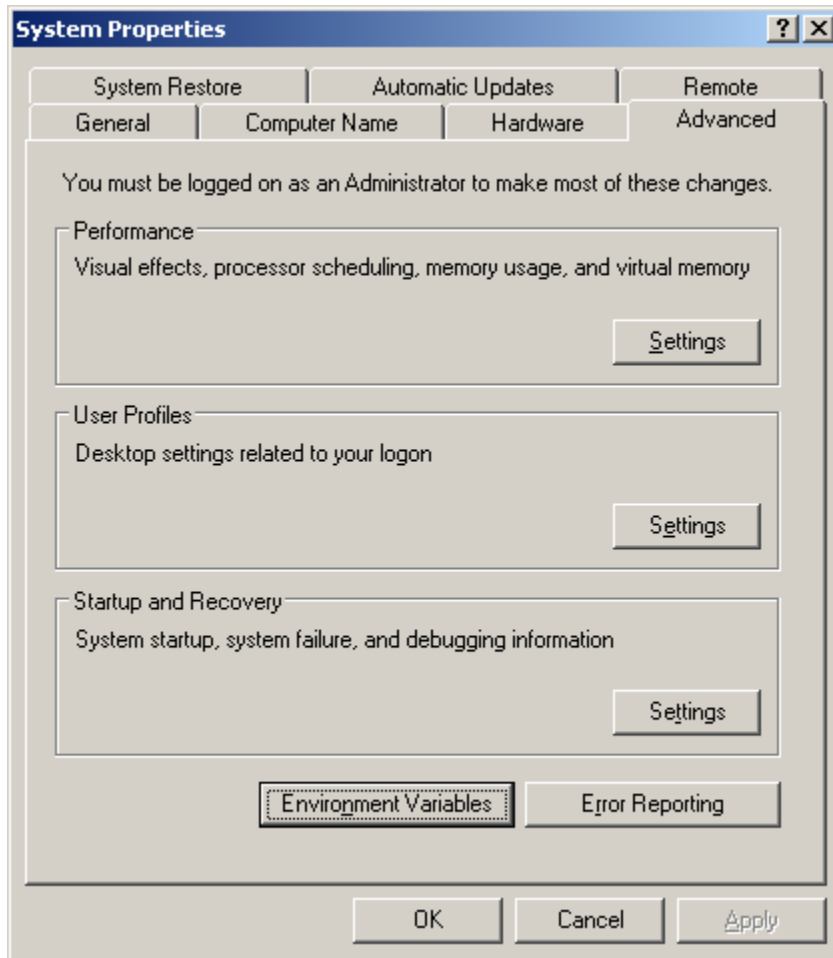 System Properties
System Restore Automatic Updates Remote
General Computer Name Hardware Advanced
You must be logged on as an Administrator to make most of these changes.
Performance
Visual effects, processor scheduling, memory usage, and virtual memory
Settings
User Profiles
Desktop settings related to your logon
Settings
Startup and Recovery
System startup, system failure, and debugging information
Settings
Environment Variables Error Reporting
OK Cancel Apply